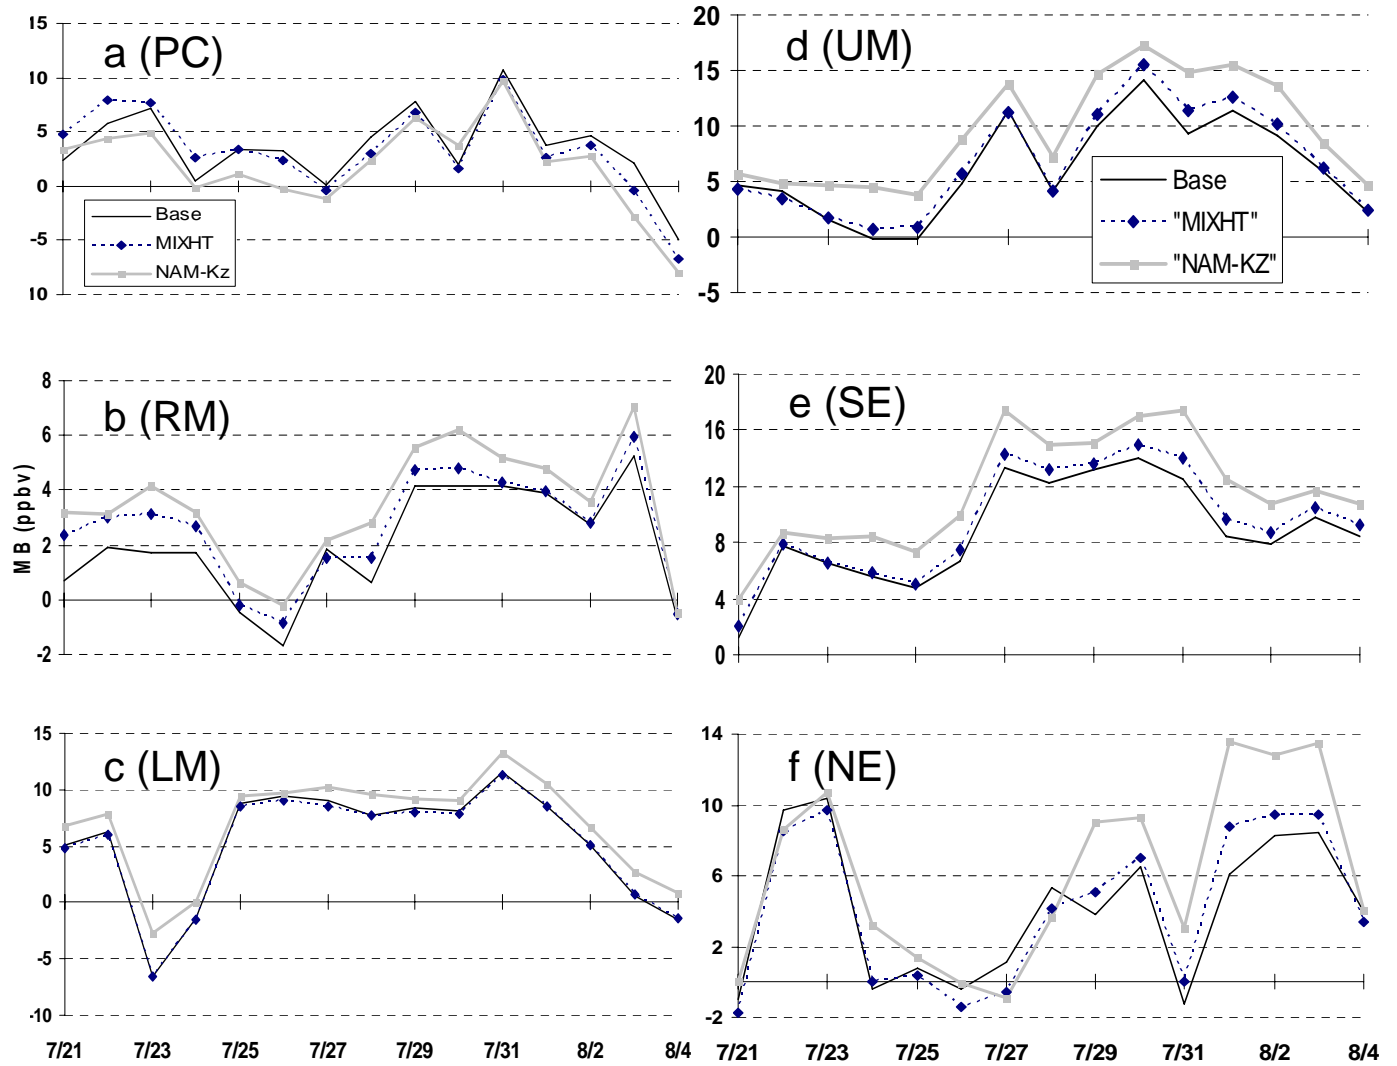 15
10
5
0
-5
10
a (PC)
Base
MIXHT
NAM-Kz
20
15
10
5
0
-5
d (UM)
Base
"MIXHT"
"NAM-KZ"
MB (ppbv)
8
6
4
2
0
-2
b (RM)
20
16
12
8
4
0
e (SE)
15
10
5
0
-5
-10
c (LM)
7/21 7/23 7/25 7/27 7/29 7/31 8/2 8/4
14
10
6
2
-2
f (NE)
7/21 7/23 7/25 7/27 7/29 7/31 8/2 8/4